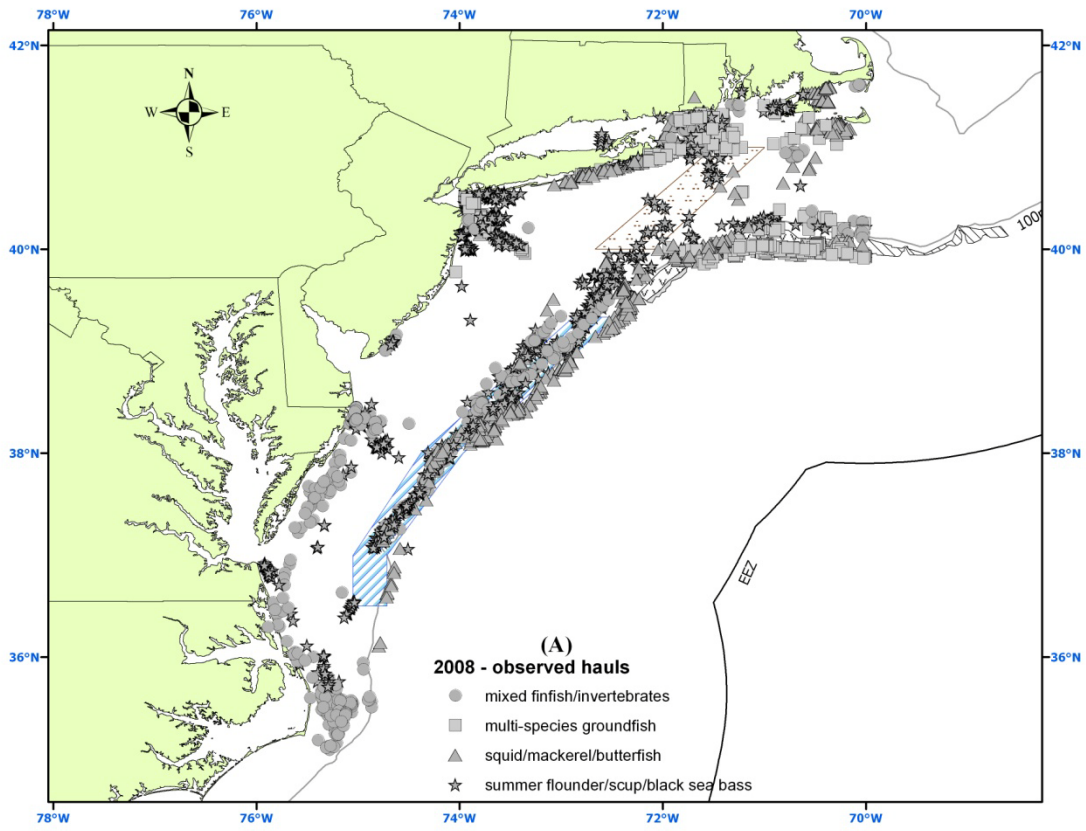 78°W 76°W 74°W 72°W 70°W
42°N 42°N
N
W E
S
100
40°N 40°N
38°N 38°N
EEZ
36°N 36°N
(A)
2008 - observed hauls
mixed finfish/invertebrates
multi-species groundfish
squid/mackerel/butterfish
summer flounder/scup/black sea bass
78°W 76°W 74°W 72°W 70°W